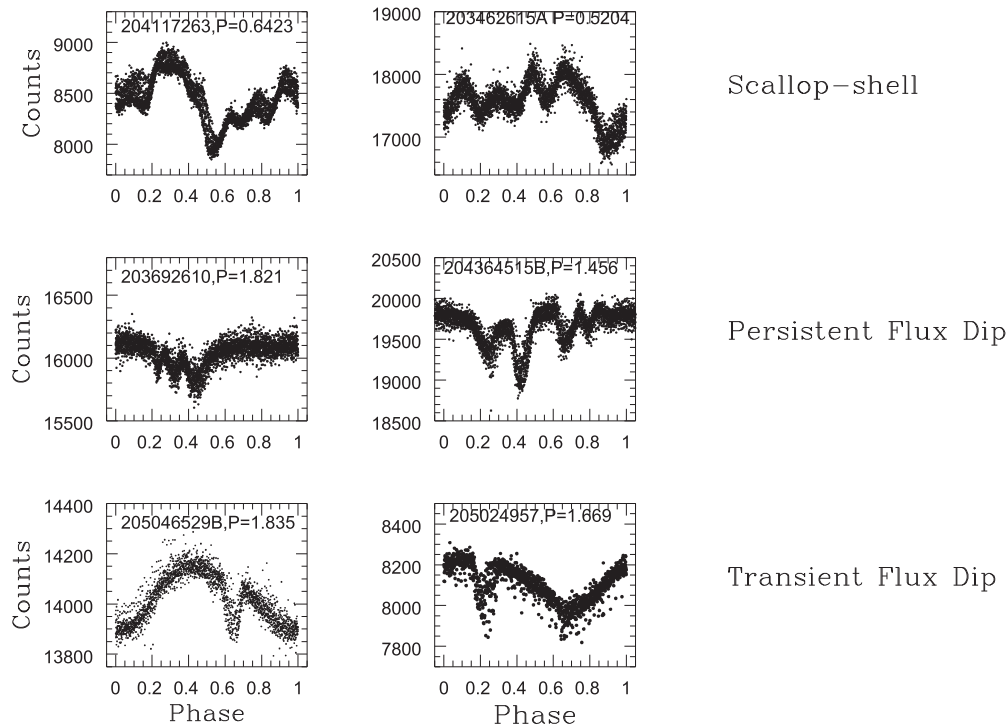 204117263,P=0.6423
203462615A P=0.5204
Scallop-shell
Counts
9000
8500
8000
19000
18000
17000
0 0.2 0.4 0.6 0.8 1
0 0.2 0.4 0.6 0.8 1
203692610,P=1.821
204364515B,P=1.456
Persistent Flux Dip
Counts
16500
16000
15500
20500
20000
19500
19000
18500
0 0.2 0.4 0.6 0.8 1
0 0.2 0.4 0.6 0.8 1
205046529B,P=1.835
205024957,P=1.669
Transient Flux Dip
Counts
14400
14200
14000
13800
8400
8200
8000
7800
0 0.2 0.4 0.6 0.8 1
0 0.2 0.4 0.6 0.8 1
Phase
Phase